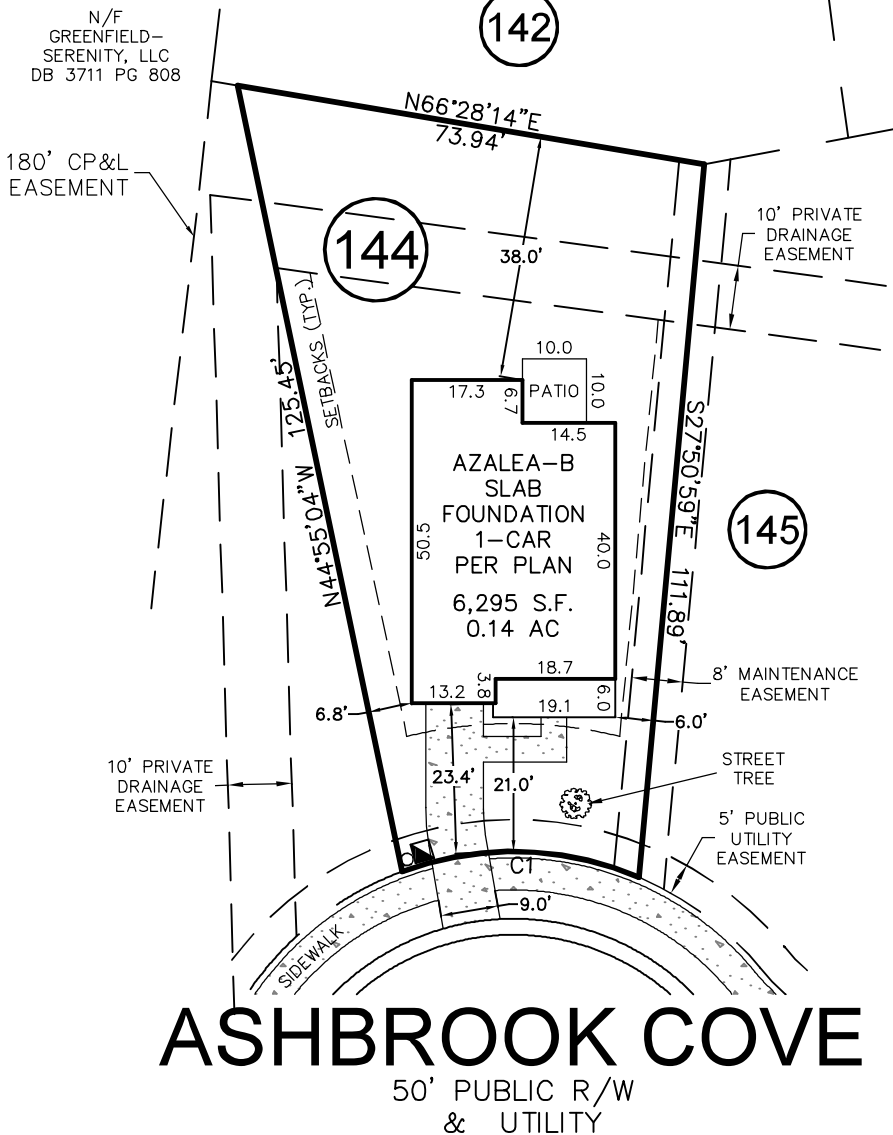 N/F
GREENFIELD-
SERENITY, LLC
DB 3711 PG 808
142
N66°28'14"E
73.94'
180' CP&L
EASEMENT
144
38.0'
10' PRIVATE
DRAINAGE
EASEMENT
SETBACKS (TYP.)
N44°55'04"W 125.45'
10.0
17.3
6.7
PATIO
10.0
14.5
S27°50'59"E 111.89'
AZALEA-B
SLAB
FOUNDATION
1-CAR
PER PLAN
6,295 S.F.
0.14 AC
50.5
40.0
145
18.7
13.2
3.8
19.1
6.0
8' MAINTENANCE
EASEMENT
6.8'
6.0'
10' PRIVATE
DRAINAGE
EASEMENT
23.4'
21.0'
STREET
TREE
5' PUBLIC
UTILITY
EASEMENT
C1
9.0'
SIDEWALK
ASHBROOK COVE
50' PUBLIC R/W
& UTILITY